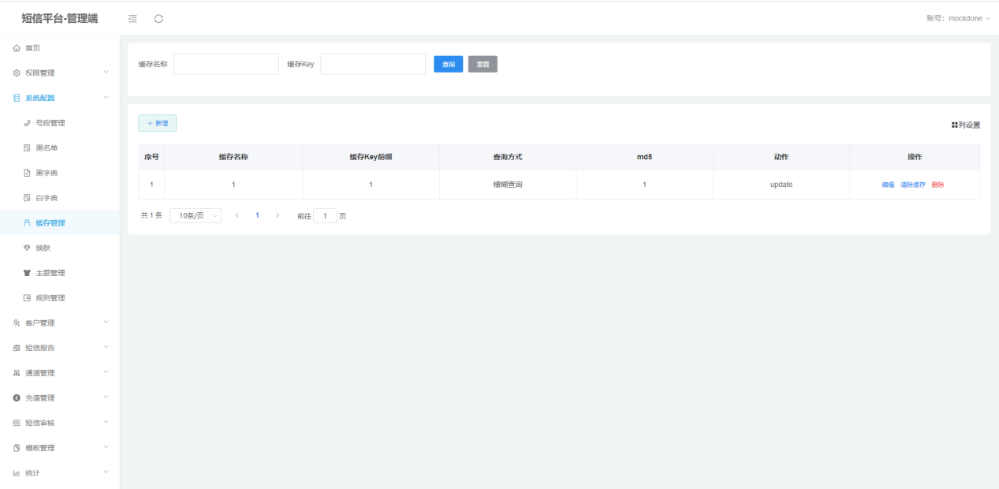 短信平台-管理端
账号：mockdone
首页
权限管理
系统配置
号段管理
黑名单
黑字典
白字典
缓存管理
换肤
主题管理
规则管理
客户管理
短信报告
通道管理
充值管理
短信审核
模板管理
统计
缓存名称 缓存Key 查询 重置
+ 新增
列设置
序号 缓存名称 缓存Key前缀 查询方式 md5 动作 操作
1 1 1 模糊查询 1 update 编辑 清除缓存 删除
共 1 条 10条/页 < 1 > 前往 1 页